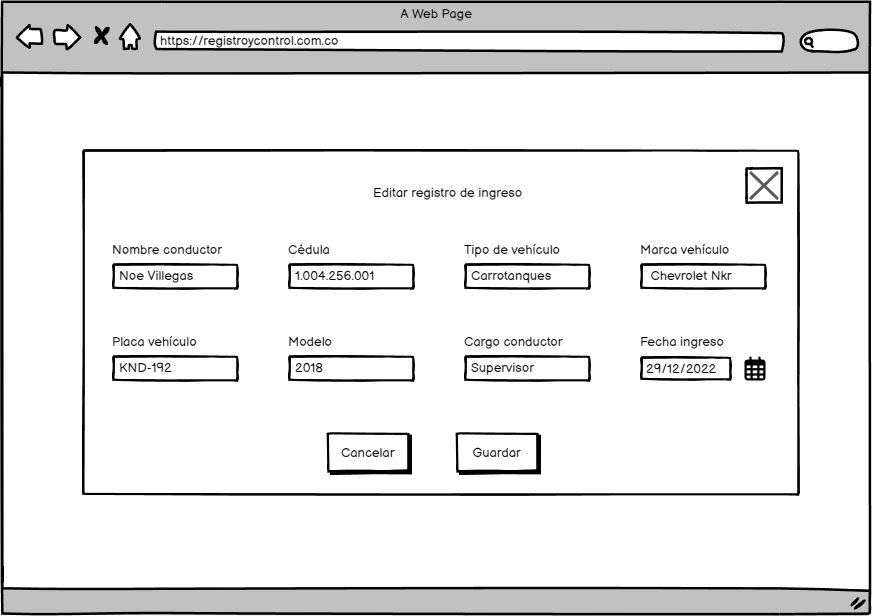 A Web Page
https://registroycontrol.com.co
Editar registro de ingreso
Nombre conductor Cédula Tipo de vehículo Marca vehículo
Noe Villegas 1.004.256.001 Carrotanques Chevrolet Nkr
Placa vehículo Modelo Cargo conductor Fecha ingreso
KND-192 2018 Supervisor 29/12/2022
Cancelar Guardar